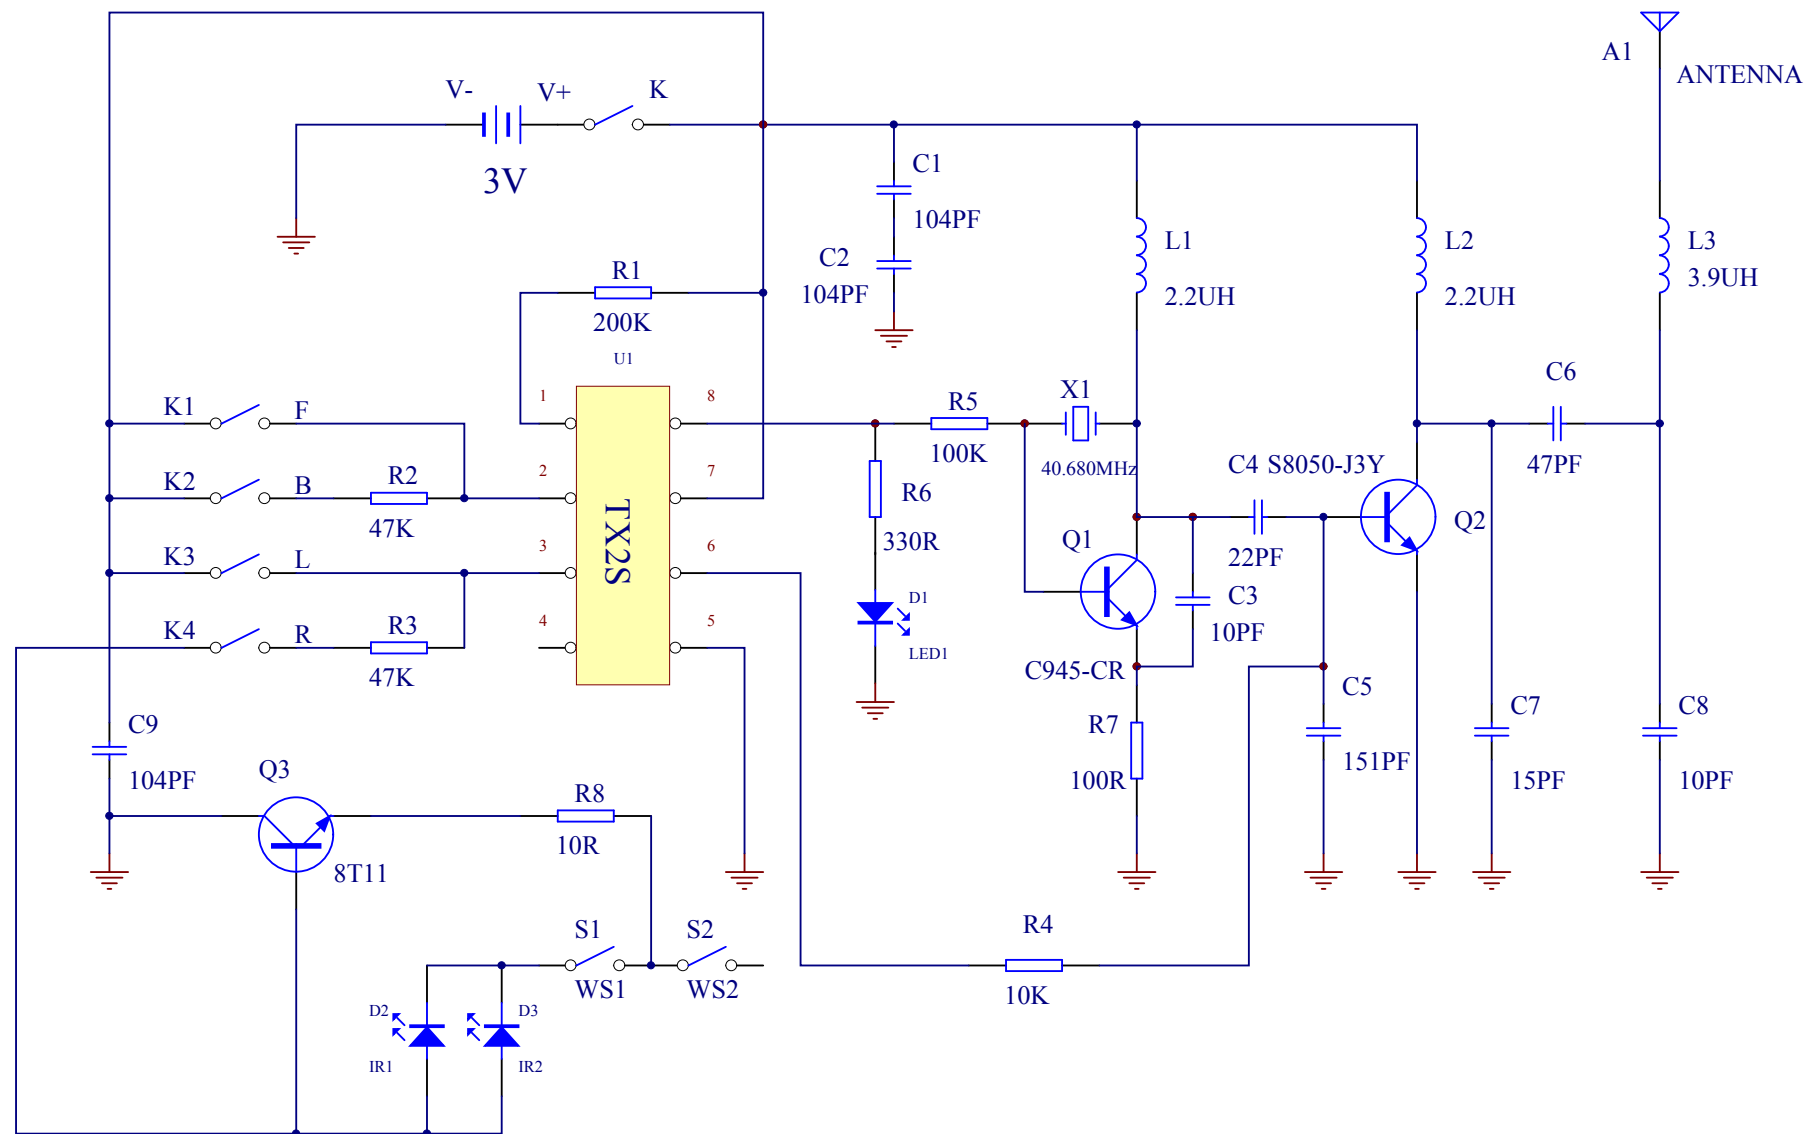 A1
ANTENNA
V-
V+
K
3V
C1
104PF
C2
104PF
L1
2.2UH
L2
2.2UH
L3
3.9UH
R1
200K
U1
1
2
3
4
8
7
6
5
TX2S
K1
F
K2
B
R2
47K
K3
L
K4
R
R3
47K
R5
100K
X1
40.680MHz
R6
330R
D1
LED1
Q1
C945-CR
C3
10PF
C4
22PF
S8050-J3Y
Q2
C6
47PF
R7
100R
C5
151PF
C7
15PF
C8
10PF
C9
104PF
Q3
8T11
R8
10R
S1
WS1
S2
WS2
R4
10K
D2
IR1
D3
IR2